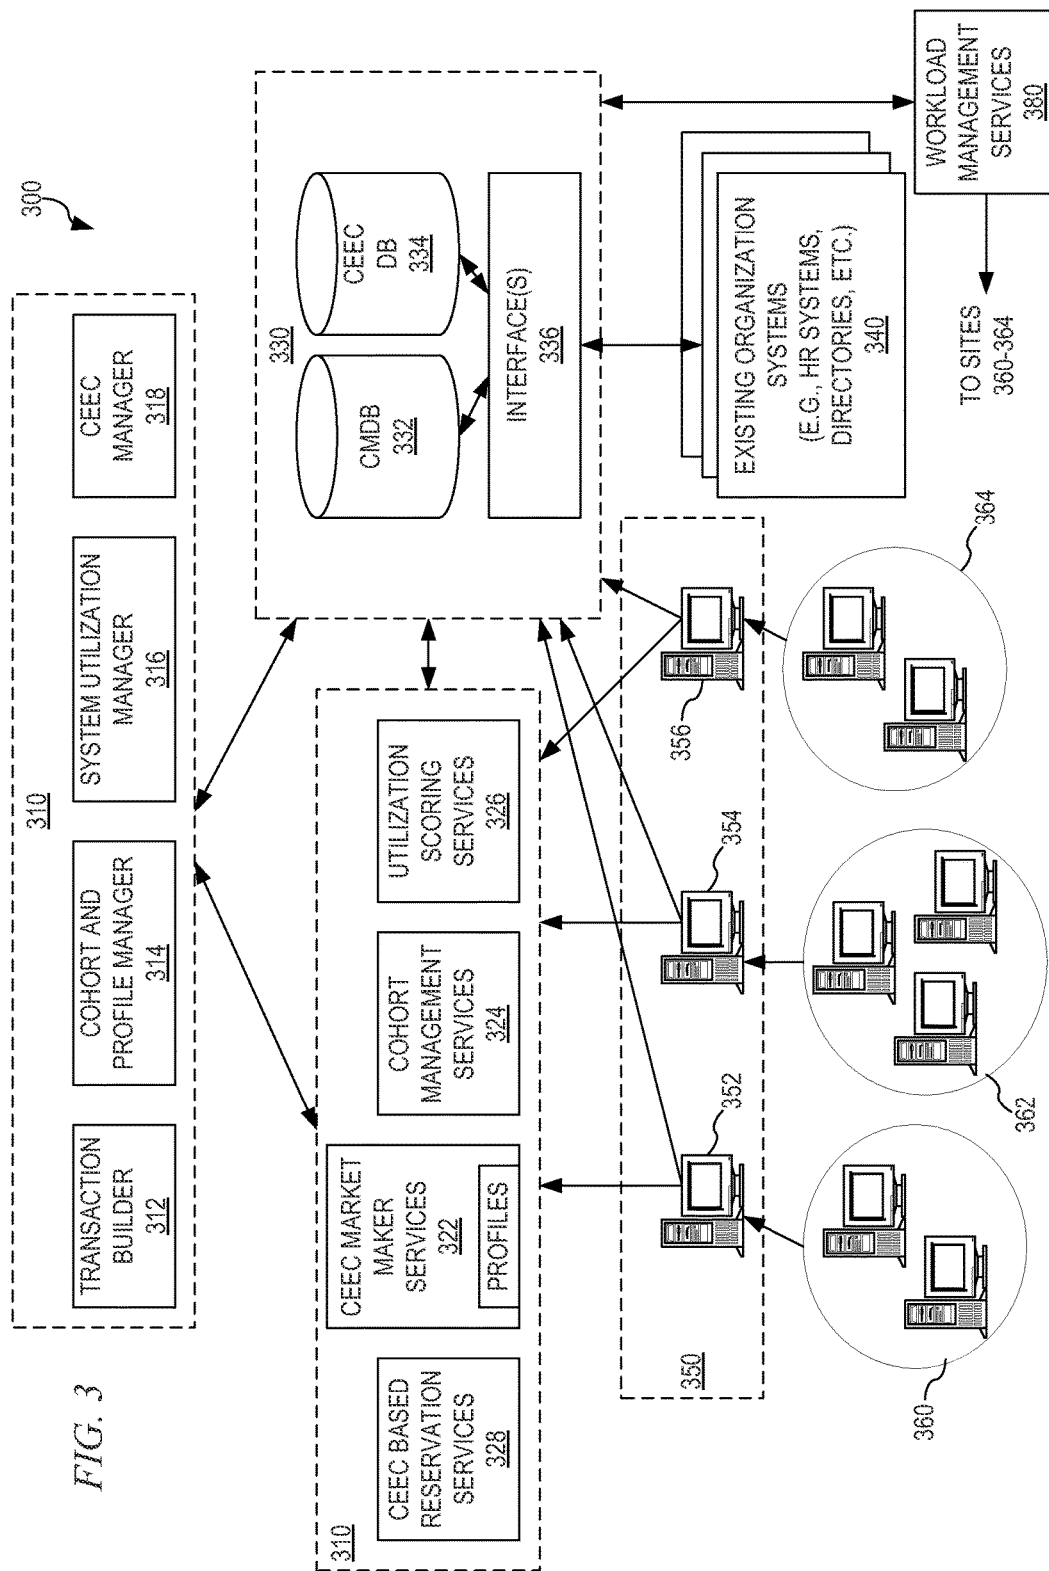 FIG. 3
300
310
TRANSACTION
BUILDER
312
COHORT AND
PROFILE MANAGER
314
SYSTEM UTILIZATION
MANAGER
316
CEEC
MANAGER
318
310
CEEC BASED
RESERVATION
SERVICES
328
CEEC MARKET
MAKER
SERVICES
322
PROFILES
COHORT
MANAGEMENT
SERVICES
324
UTILIZATION
SCORING
SERVICES
326
330
CMDB
332
CEEC
DB
334
INTERFACE(S)
336
EXISTING ORGANIZATION
SYSTEMS
(E.G., HR SYSTEMS,
DIRECTORIES, ETC.)
340
350
352
354
356
360
362
364
TO SITES
360-364
WORKLOAD
MANAGEMENT
SERVICES
380